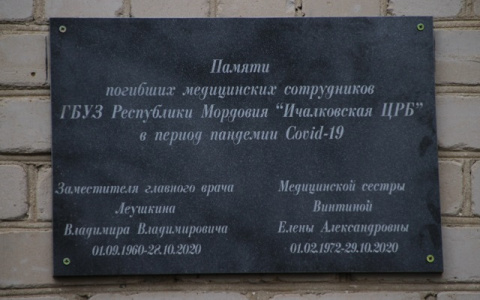 Памяти
погибших медицинских сотрудников
ГБУЗ Республики Мордовия "Ичалковская ЦРБ"
в период пандемии Covid-19
Заместителя главного врача
Леушкина
Владимира Владимировича
01.09.1960-28.10.2020
Медицинской сестры
Винтиной
Елены Александровны
01.02.1972-29.10.2020